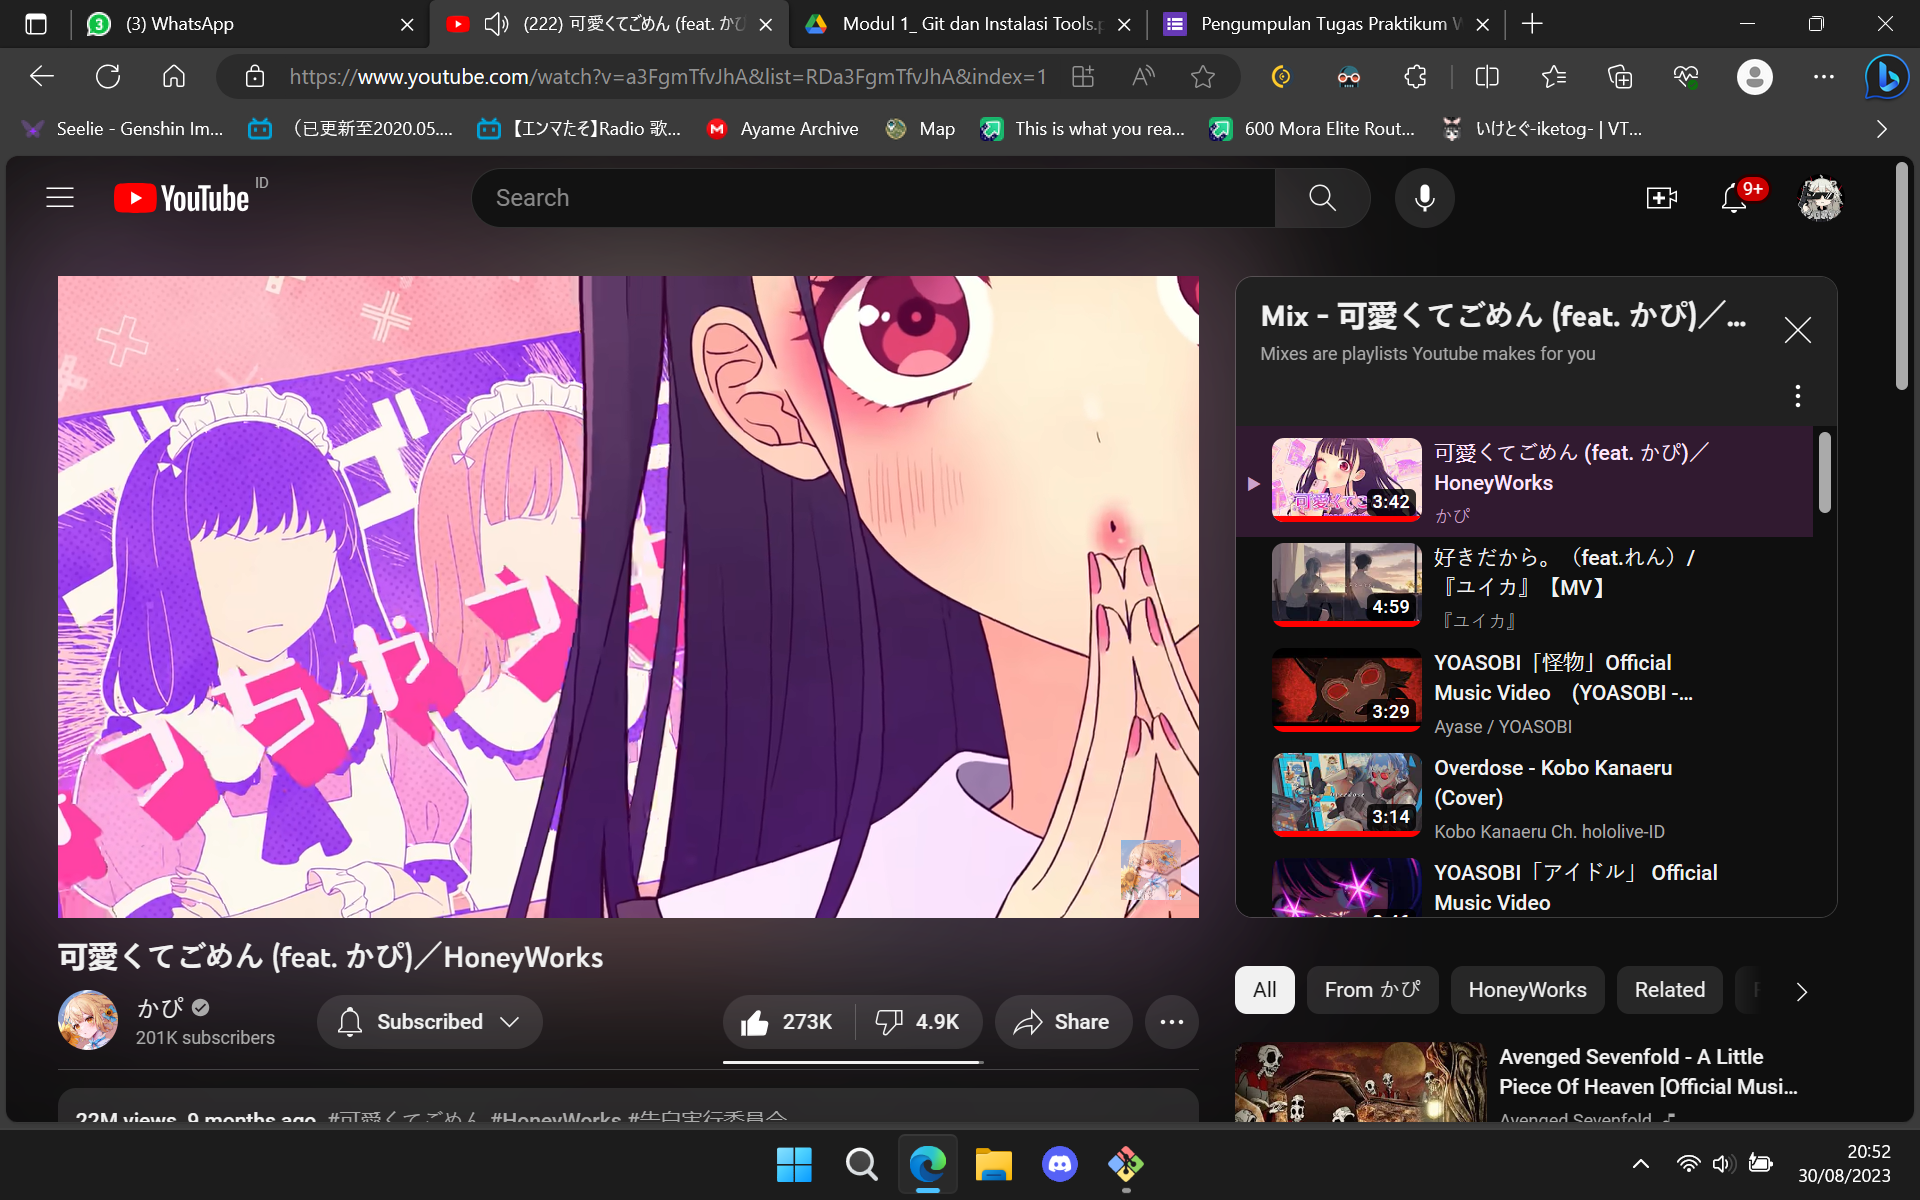 (3) WhatsApp
(222) 可愛くてごめん (feat. かぴ
Modul 1_ Git dan Instalasi Tools.p
Pengumpulan Tugas Praktikum W
https://www.youtube.com/watch?v=a3FgmTfvJhA&list=RDa3FgmTfvJhA&index=1
Seelie - Genshin Im...
（已更新至2020.05....
【エンマたそ】Radio 歌...
Ayame Archive
Map
This is what you rea...
600 Mora Elite Rout...
いけとぐ-iketog- | VT...
YouTube ID
Search
9+
Mix - 可愛くてごめん (feat. かぴ)／...
Mixes are playlists Youtube makes for you
可愛くてごめん (feat. かぴ)／
HoneyWorks
かぴ
3:42
好きだから。（feat.れん）/
『ユイカ』【MV】
『ユイカ』
4:59
YOASOBI「怪物」Official
Music Video　(YOASOBI -...
Ayase / YOASOBI
3:29
Overdose - Kobo Kanaeru
(Cover)
Kobo Kanaeru Ch. hololive-ID
3:14
YOASOBI「アイドル」 Official
Music Video
可愛くてごめん (feat. かぴ)／HoneyWorks
かぴ
201K subscribers
Subscribed
273K
4.9K
Share
22M views 9 months ago #可愛くてごめん #HoneyWorks #告白実行委員会
All
From かぴ
HoneyWorks
Related
Avenged Sevenfold - A Little
Piece Of Heaven [Official Musi...
Avenged Sevenfold
20:52
30/08/2023